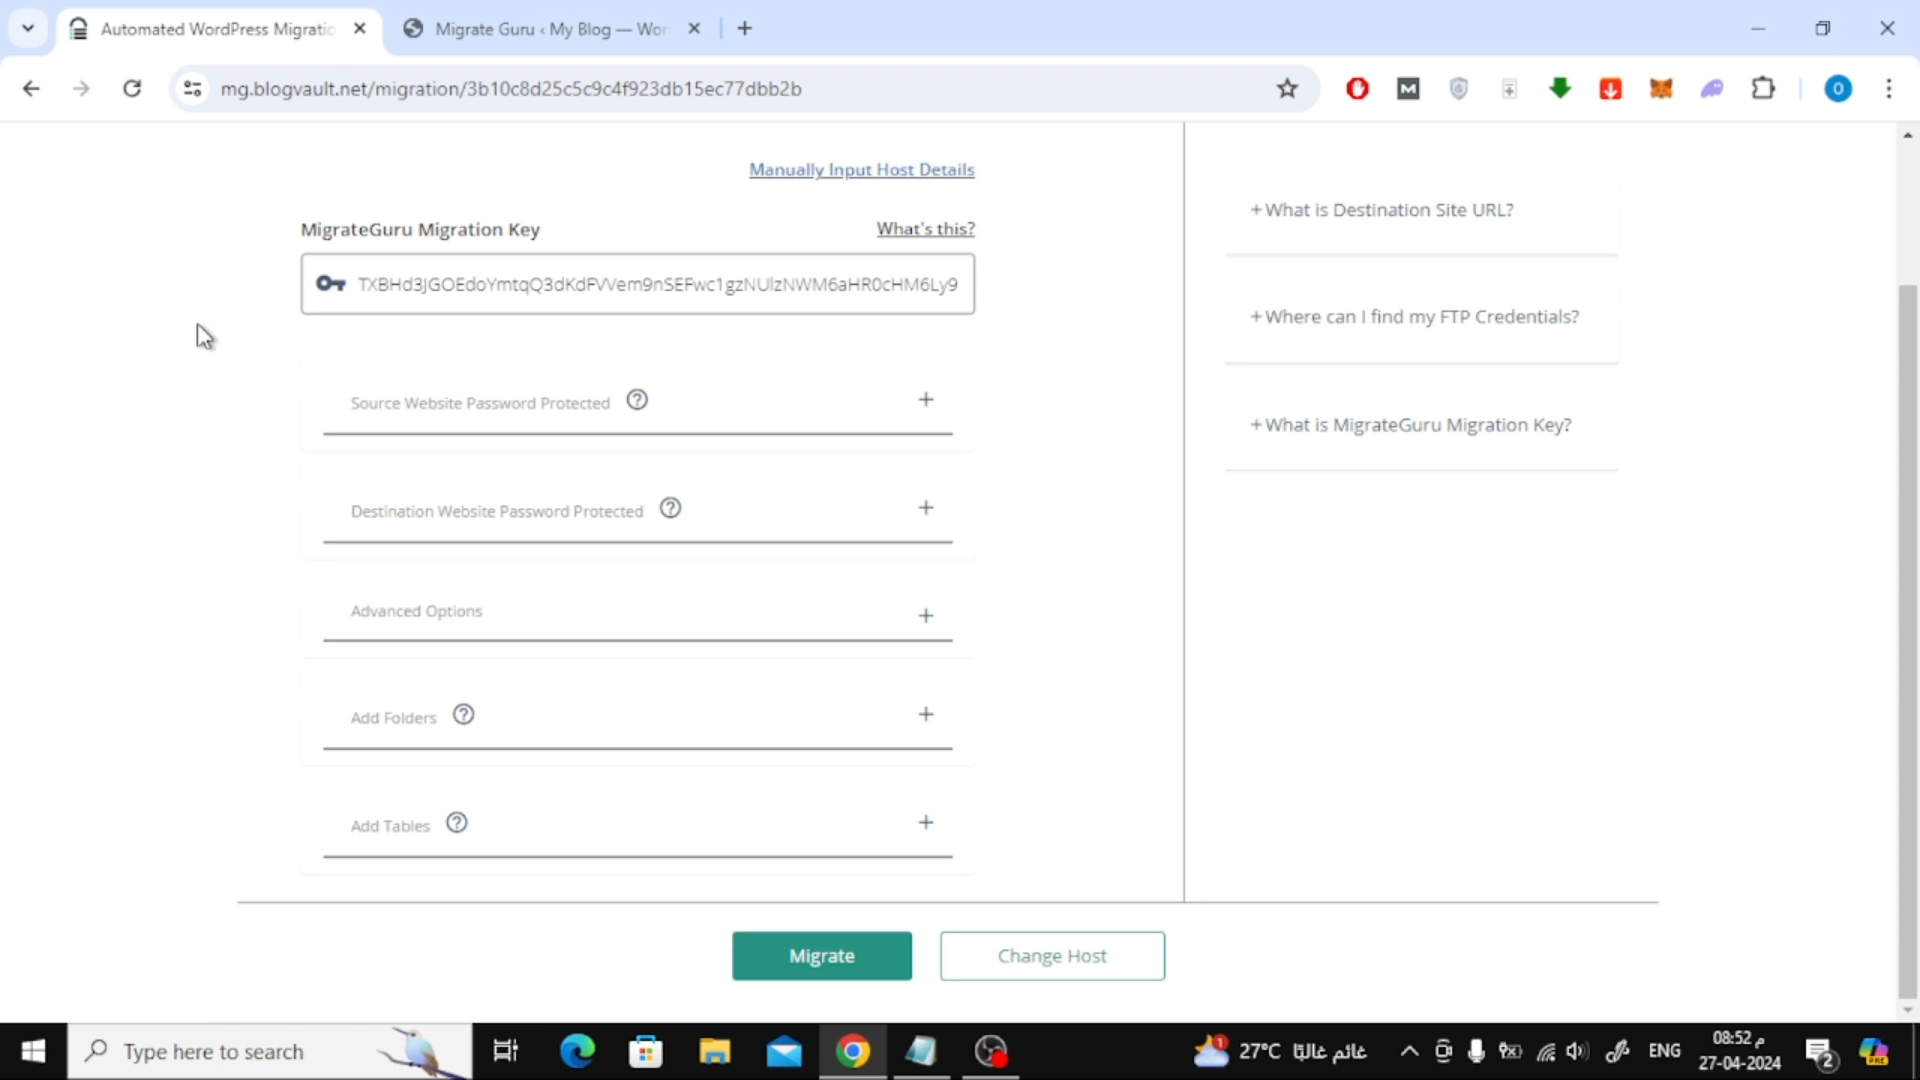 Automated WordPress Migratio
Migrate Guru ‹ My Blog — Wor
mg.blogvault.net/migration/3b10c8d25c5c9c4f923db15ec77dbb2b
Manually Input Host Details
MigrateGuru Migration Key
What's this?
TXBHd3JGOEdoYmtqQ3dKdFVVem9nSEFwc1gzNUlzNWM6aHR0cHM6Ly9
Source Website Password Protected
Destination Website Password Protected
Advanced Options
Add Folders
Add Tables
+ What is Destination Site URL?
+ Where can I find my FTP Credentials?
+ What is MigrateGuru Migration Key?
Migrate
Change Host
Type here to search
27°C غائم غالبًا
ENG
08:52 م
27-04-2024
2